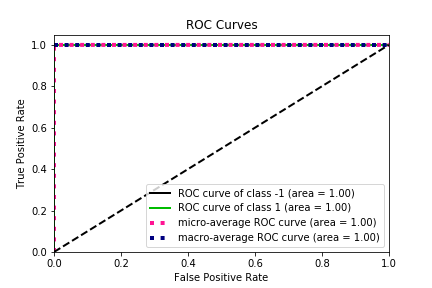 ROC Curves
True Positive Rate
1.0
0.8
0.6
0.4
0.2
0.0
ROC curve of class -1 (area = 1.00)
ROC curve of class 1 (area = 1.00)
micro-average ROC curve (area = 1.00)
macro-average ROC curve (area = 1.00)
0.0 0.2 0.4 0.6 0.8 1.0
False Positive Rate